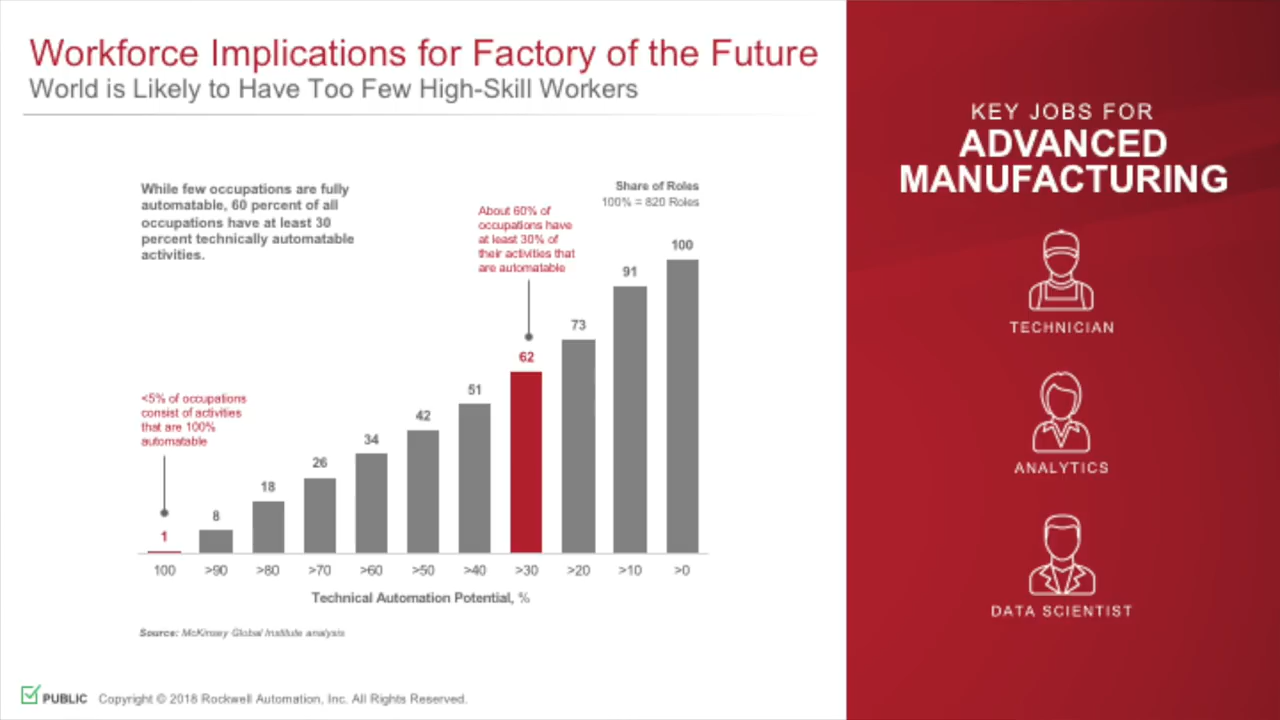 Workforce Implications for Factory of the Future
World is Likely to Have Too Few High-Skill Workers
While few occupations are fully
automatable, 60 percent of all
occupations have at least 30
percent technically automatable
activities.
Share of Roles
100% = 820 Roles
About 60% of
occupations have
at least 30% of
their activities that
are automatable
<5% of occupations
consist of activities
that are 100%
automatable
1
8
18
26
34
42
51
62
73
91
100
100 >90 >80 >70 >60 >50 >40 >30 >20 >10 >0
Technical Automation Potential, %
Source: McKinsey Global Institute analysis
PUBLIC Copyright © 2018 Rockwell Automation, Inc. All Rights Reserved.
KEY JOBS FOR
ADVANCED
MANUFACTURING
TECHNICIAN
ANALYTICS
DATA SCIENTIST